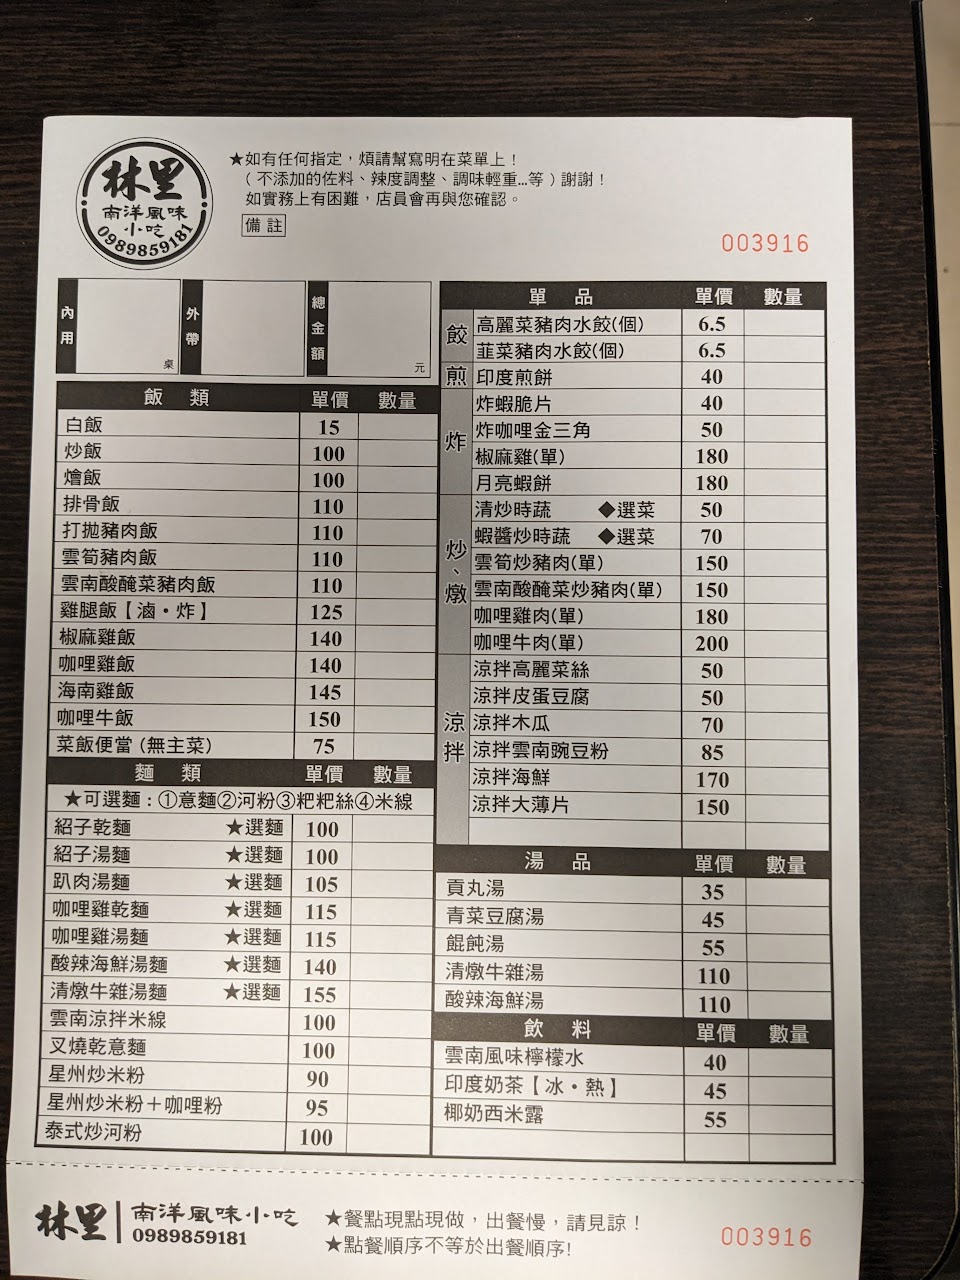 林里
南洋風味
小吃
0989859181
★如有任何指定，煩請幫寫明在菜單上！
（不添加的佐料、辣度調整、調味輕重...等）謝謝！
如實務上有困難，店員會再與您確認。
備註
003916
內用 桌 外帶 總金額 元
飯 類 單價 數量
白飯 15
炒飯 100
燴飯 100
排骨飯 110
打拋豬肉飯 110
雲筍豬肉飯 110
雲南酸醃菜豬肉飯 110
雞腿飯【滷・炸】 125
椒麻雞飯 140
咖哩雞飯 140
海南雞飯 145
咖哩牛飯 150
菜飯便當 (無主菜) 75
麵 類 單價 數量
★可選麵：①意麵②河粉③粑粑絲④米線
紹子乾麵 ★選麵 100
紹子湯麵 ★選麵 100
趴肉湯麵 ★選麵 105
咖哩雞乾麵 ★選麵 115
咖哩雞湯麵 ★選麵 115
酸辣海鮮湯麵 ★選麵 140
清燉牛雜湯麵 ★選麵 155
雲南涼拌米線 100
叉燒乾意麵 100
星州炒米粉 90
星州炒米粉＋咖哩粉 95
泰式炒河粉 100
單 品 單價 數量
餃
高麗菜豬肉水餃(個) 6.5
韮菜豬肉水餃(個) 6.5
煎
印度煎餅 40
炸
炸蝦脆片 40
炸咖哩金三角 50
椒麻雞(單) 180
月亮蝦餅 180
炒、燉
清炒時蔬 ◆選菜 50
蝦醬炒時蔬 ◆選菜 70
雲筍炒豬肉(單) 150
雲南酸醃菜炒豬肉(單) 150
咖哩雞肉(單) 180
咖哩牛肉(單) 200
涼拌
涼拌高麗菜絲 50
涼拌皮蛋豆腐 50
涼拌木瓜 70
涼拌雲南豌豆粉 85
涼拌海鮮 170
涼拌大薄片 150
湯 品 單價 數量
貢丸湯 35
青菜豆腐湯 45
餛飩湯 55
清燉牛雜湯 110
酸辣海鮮湯 110
飲 料 單價 數量
雲南風味檸檬水 40
印度奶茶【冰・熱】 45
椰奶西米露 55
林里 南洋風味小吃
0989859181
★餐點現點現做，出餐慢，請見諒！
★點餐順序不等於出餐順序!
003916